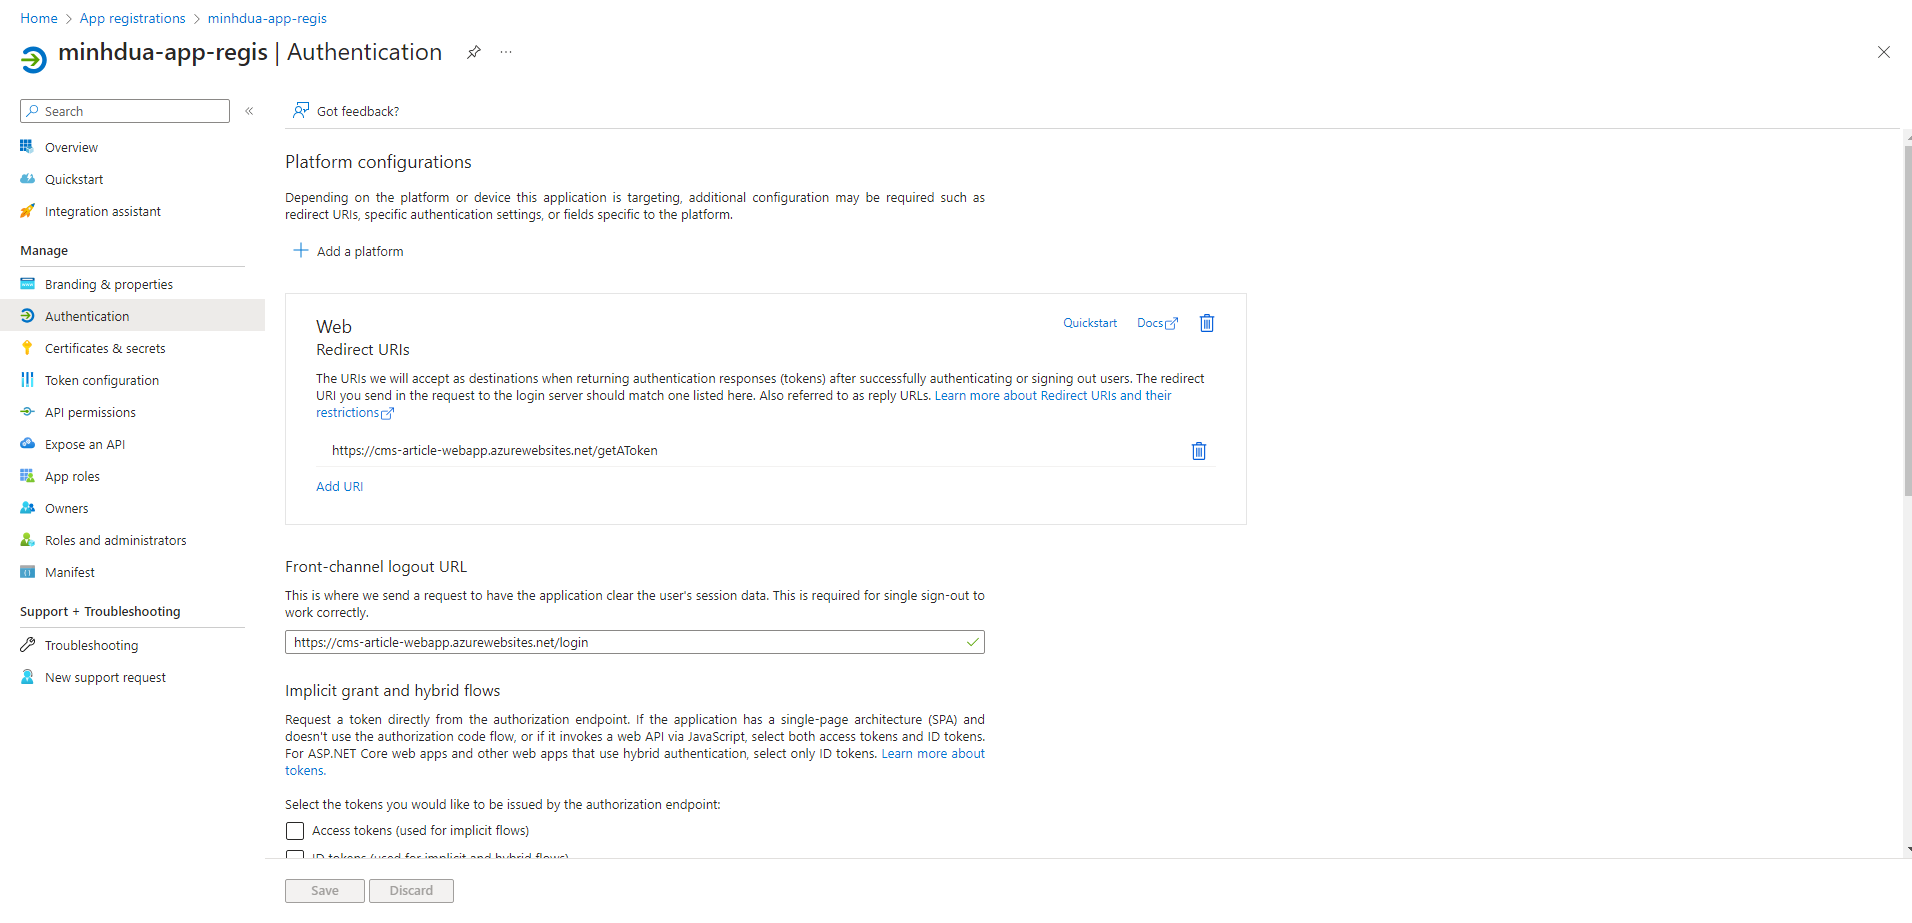 Home > App registrations > minhdua-app-regis
minhdua-app-regis | Authentication
Search
Got feedback?
Overview
Quickstart
Integration assistant
Manage
Branding & properties
Authentication
Certificates & secrets
Token configuration
API permissions
Expose an API
App roles
Owners
Roles and administrators
Manifest
Support + Troubleshooting
Troubleshooting
New support request
Platform configurations
Depending on the platform or device this application is targeting, additional configuration may be required such as
redirect URIs, specific authentication settings, or fields specific to the platform.
Add a platform
Web
Quickstart Docs
Redirect URIs
The URIs we will accept as destinations when returning authentication responses (tokens) after successfully authenticating or signing out users. The redirect
URI you send in the request to the login server should match one listed here. Also referred to as reply URLs. Learn more about Redirect URIs and their
restrictions
https://cms-article-webapp.azurewebsites.net/getAToken
Add URI
Front-channel logout URL
This is where we send a request to have the application clear the user's session data. This is required for single sign-out to
work correctly.
https://cms-article-webapp.azurewebsites.net/login
Implicit grant and hybrid flows
Request a token directly from the authorization endpoint. If the application has a single-page architecture (SPA) and
doesn't use the authorization code flow, or if it invokes a web API via JavaScript, select both access tokens and ID tokens.
For ASP.NET Core web apps and other web apps that use hybrid authentication, select only ID tokens. Learn more about
tokens.
Select the tokens you would like to be issued by the authorization endpoint:
Access tokens (used for implicit flows)
ID tokens (used for implicit and hybrid flows)
Save Discard